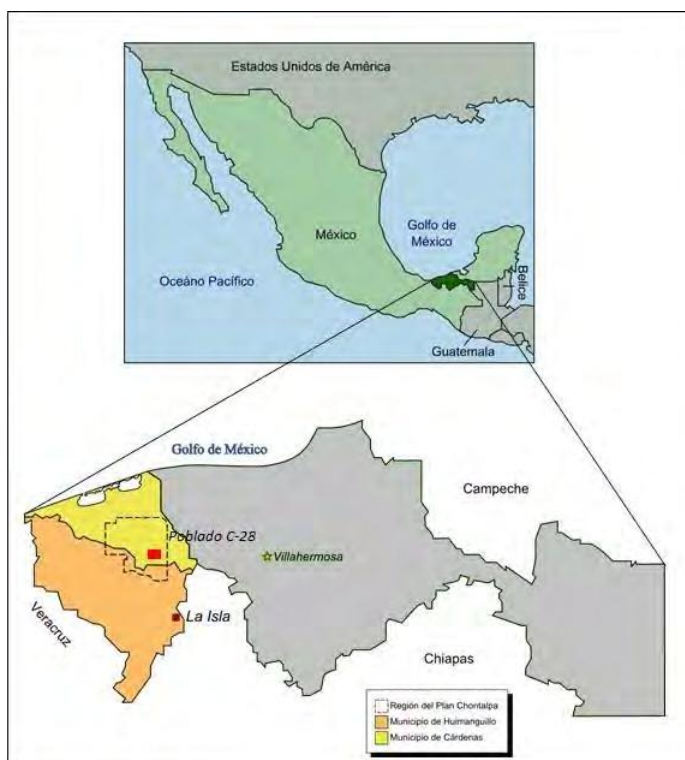 Estados Unidos de América
Golfo de
México
México
Océano Pacífico
Belice
Guatemala
Golfo de México
Campeche
Poblado C-28
Villahermosa
La Isla
Veracruz
Chiapas
Región del Plan Chontalpa
Municipio de Huimanguillo
Municipio de Cárdenas